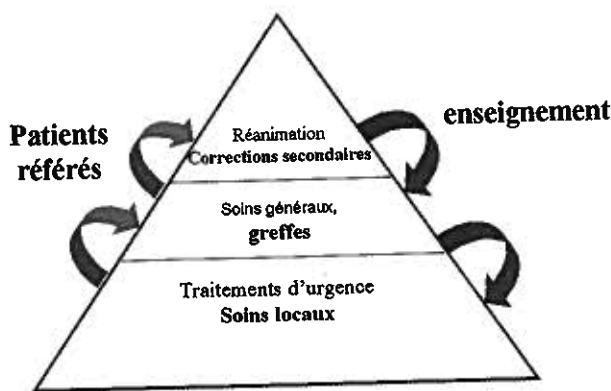 Patients
référés
enseignement
Réanimation
Corrections secondaires
Soins généraux,
greffes
Traitements d'urgence
Soins locaux